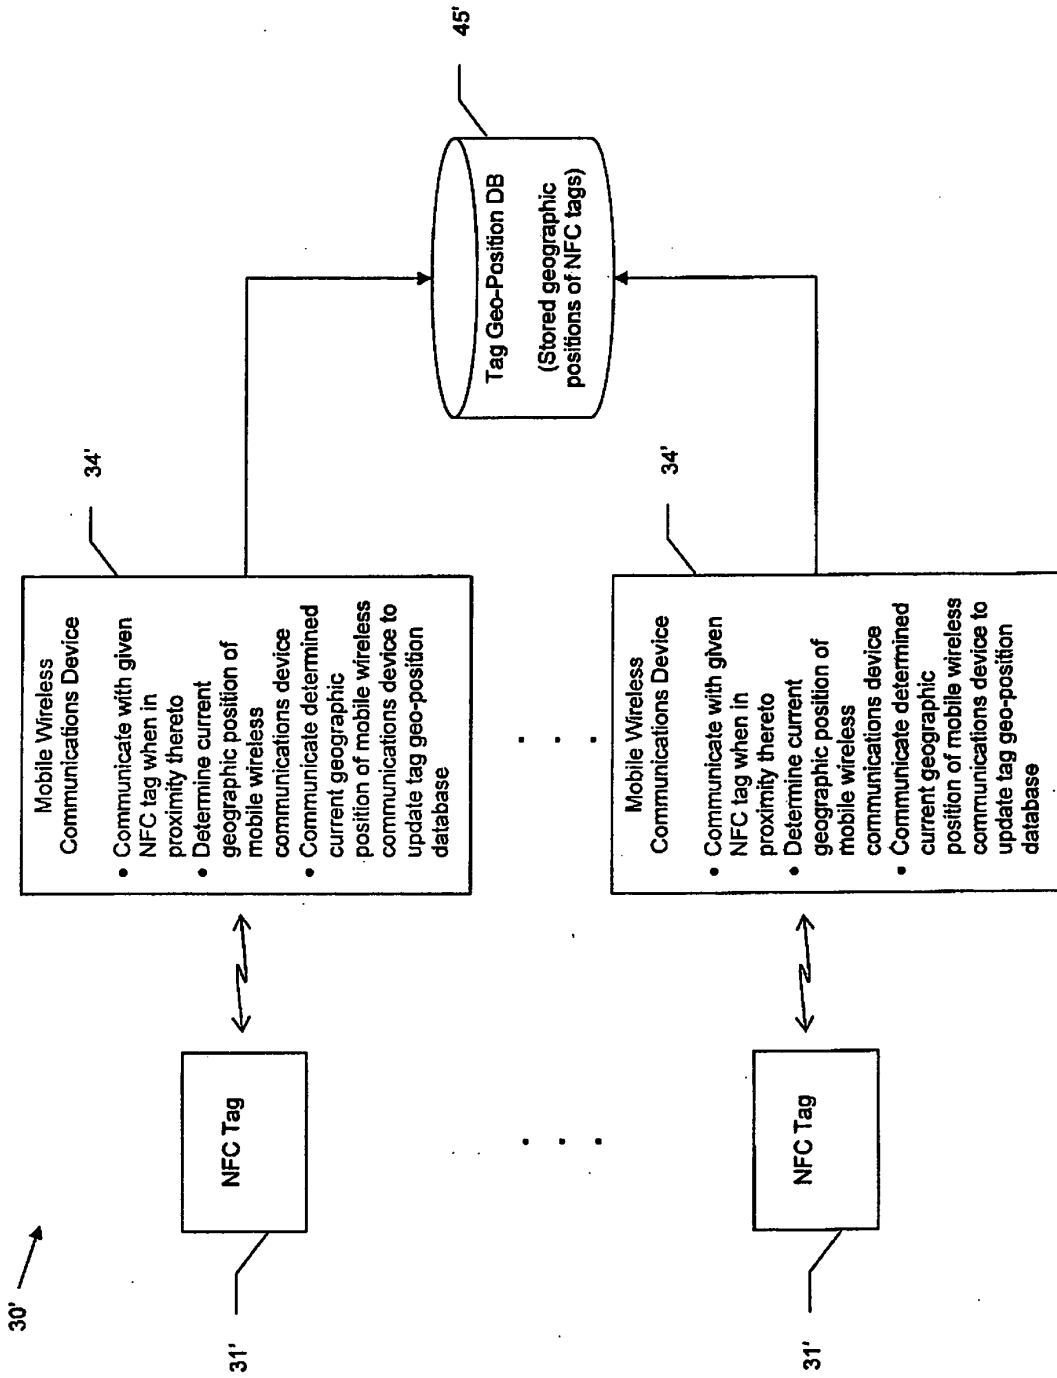 30'
31'
NFC Tag
34'
Mobile Wireless
Communications Device
• Communicate with given
NFC tag when in
proximity thereto
• Determine current
geographic position of
mobile wireless
communications device
• Communicate determined
current geographic
position of mobile wireless
communications device to
update tag geo-position
database
45'
Tag Geo-Position DB
(Stored geographic
positions of NFC tags)
31'
NFC Tag
34'
Mobile Wireless
Communications Device
• Communicate with given
NFC tag when in
proximity thereto
• Determine current
geographic position of
mobile wireless
communications device
• Communicate determined
current geographic
position of mobile wireless
communications device to
update tag geo-position
database